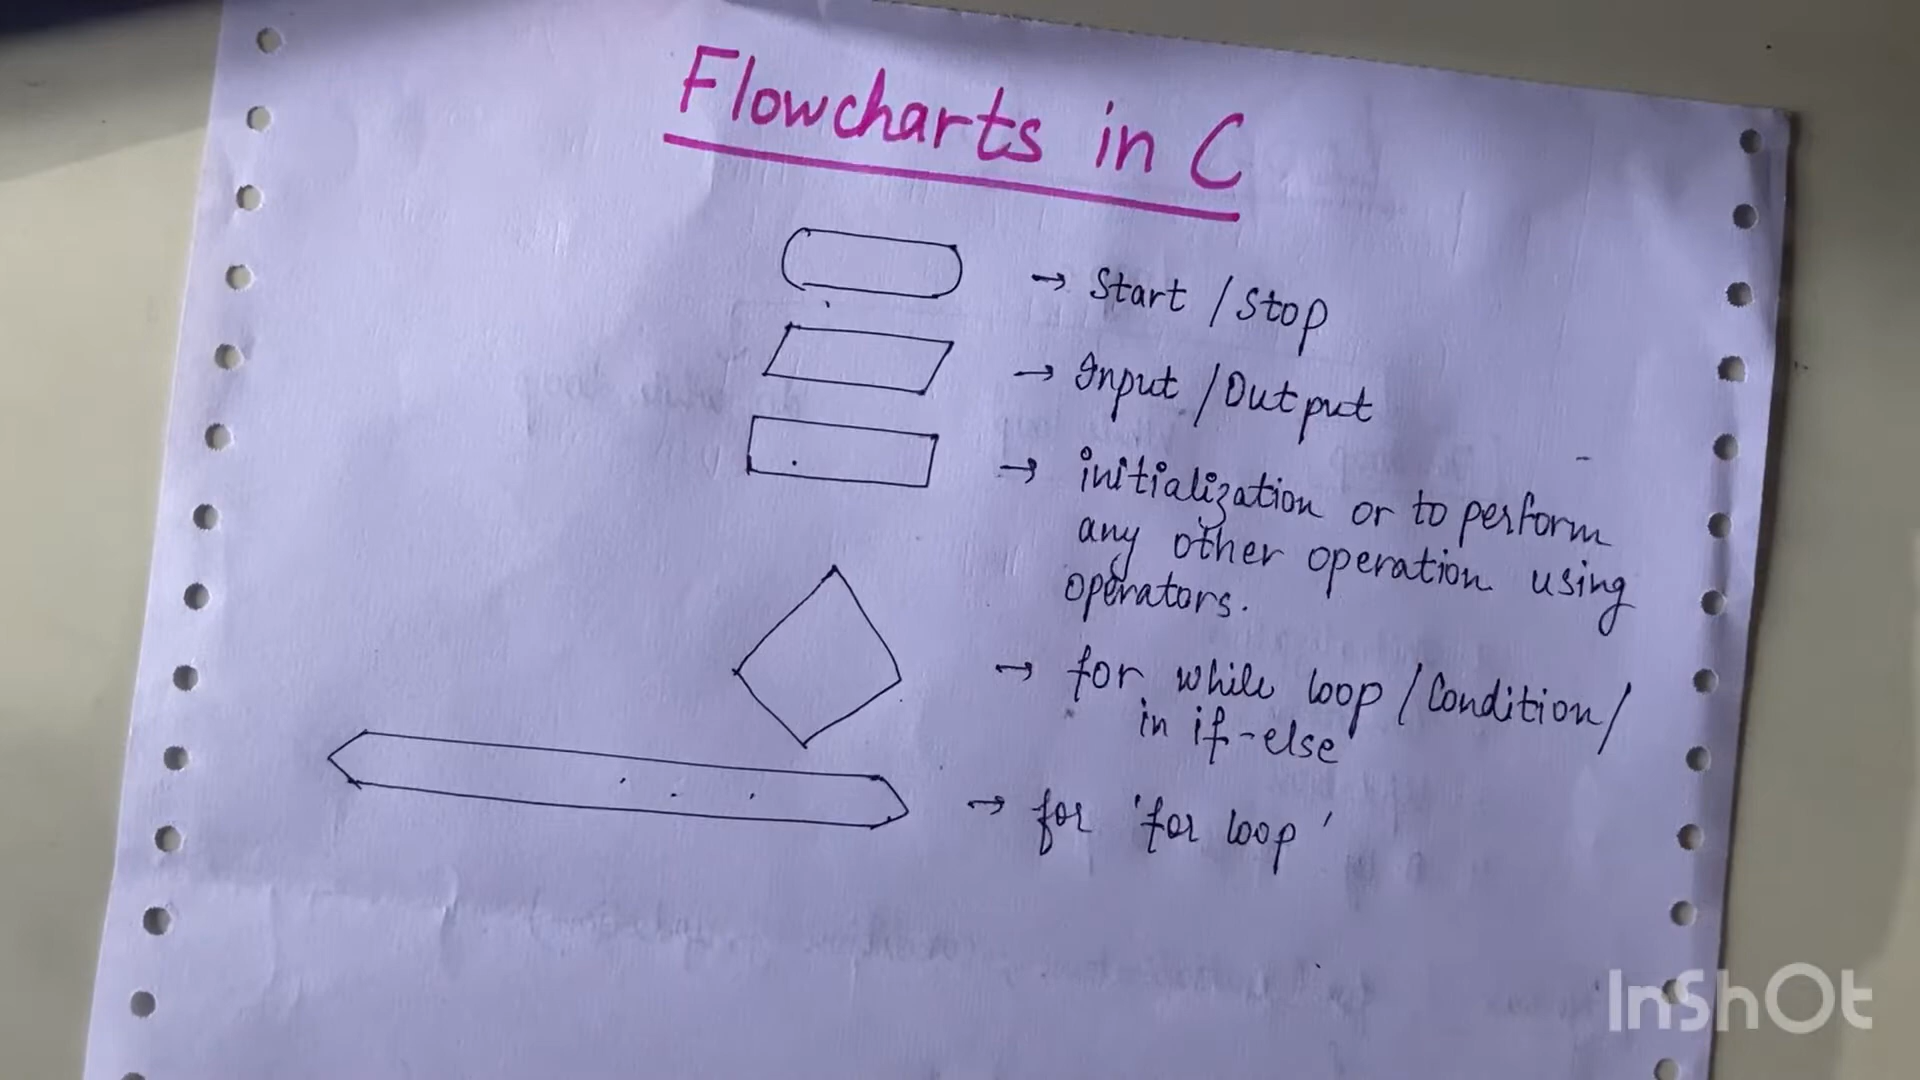 Flowcharts in C
→ Start / Stop
→ Input / Output
→ initialization or to perform
any other operation using
operators.
→ for while loop / Condition /
in if-else
→ for 'for loop'
InShOt